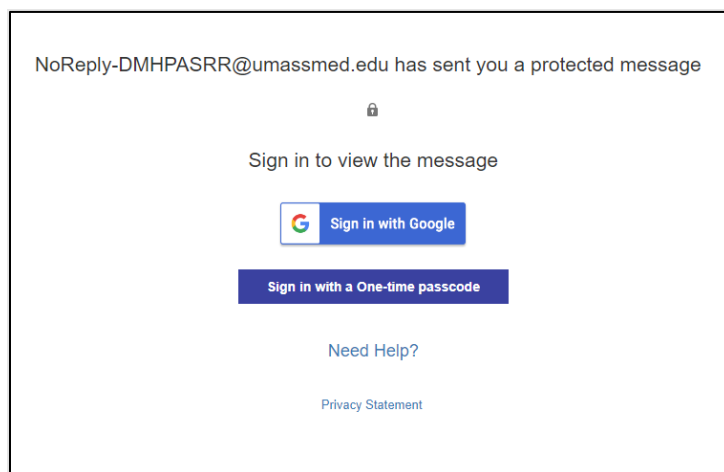 NoReply-DMHPASRR@umassmed.edu has sent you a protected message
Sign in to view the message
Sign in with Google
Sign in with a One-time passcode
Need Help?
Privacy Statement